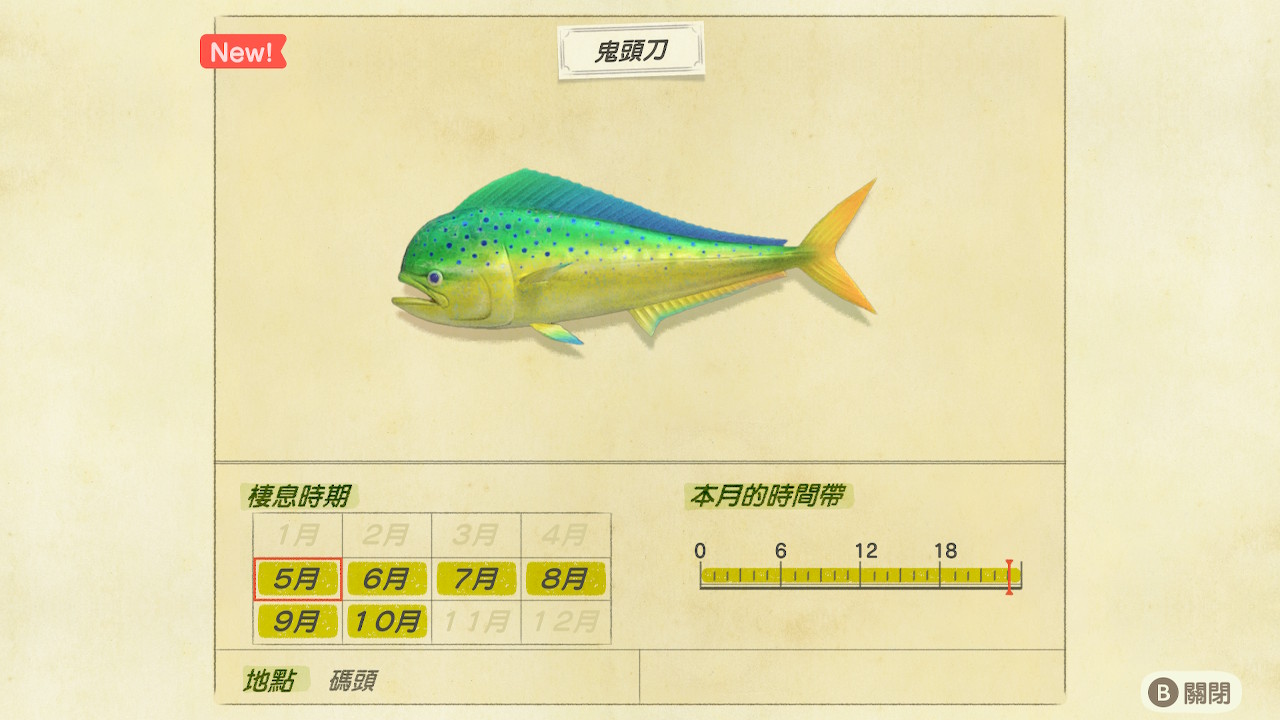 New!
鬼頭刀
棲息時期
1月 2月 3月 4月
5月 6月 7月 8月
9月 10月 11月 12月
本月的時間帶
0 6 12 18
地點 碼頭
B 關閉